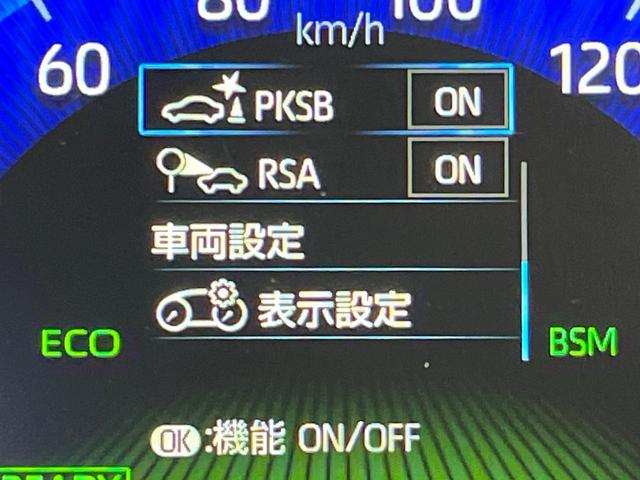 80 100
km/h
60 120
PKSB ON
RSA ON
車両設定
表示設定
ECO BSM
OK:機能 ON/OFF
READY